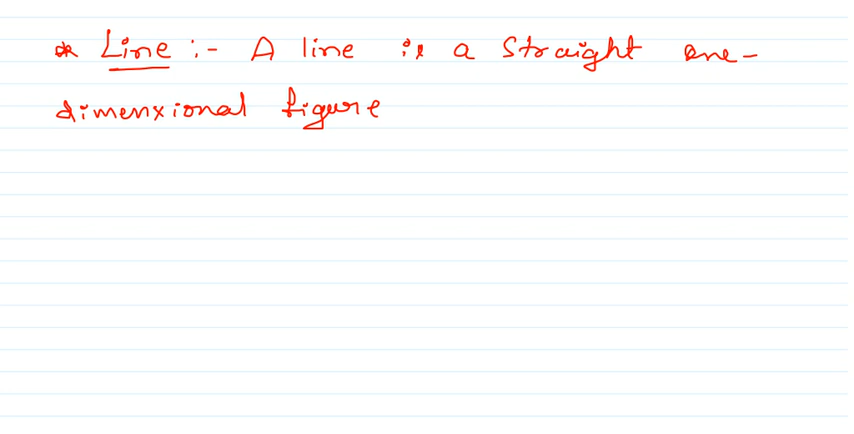 * Line :- A line is a straight one-
dimensional figure